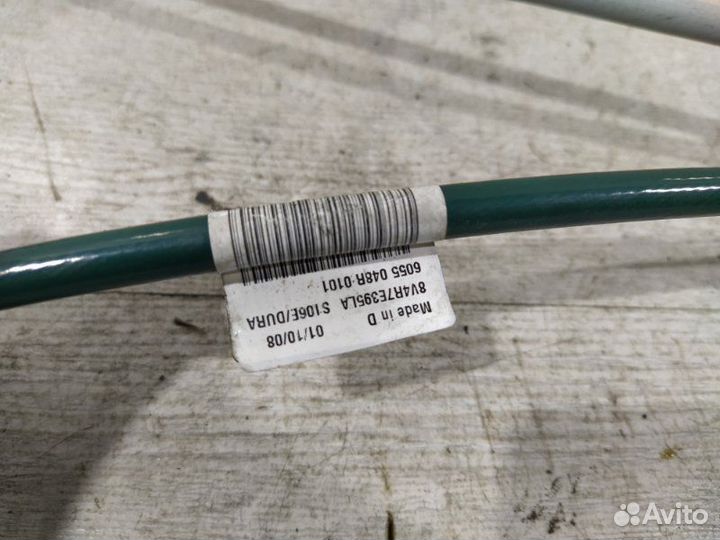 6055 048R 0101
8V4R7E395LA S106E/DURA
Made in D 01/10/08
Avito